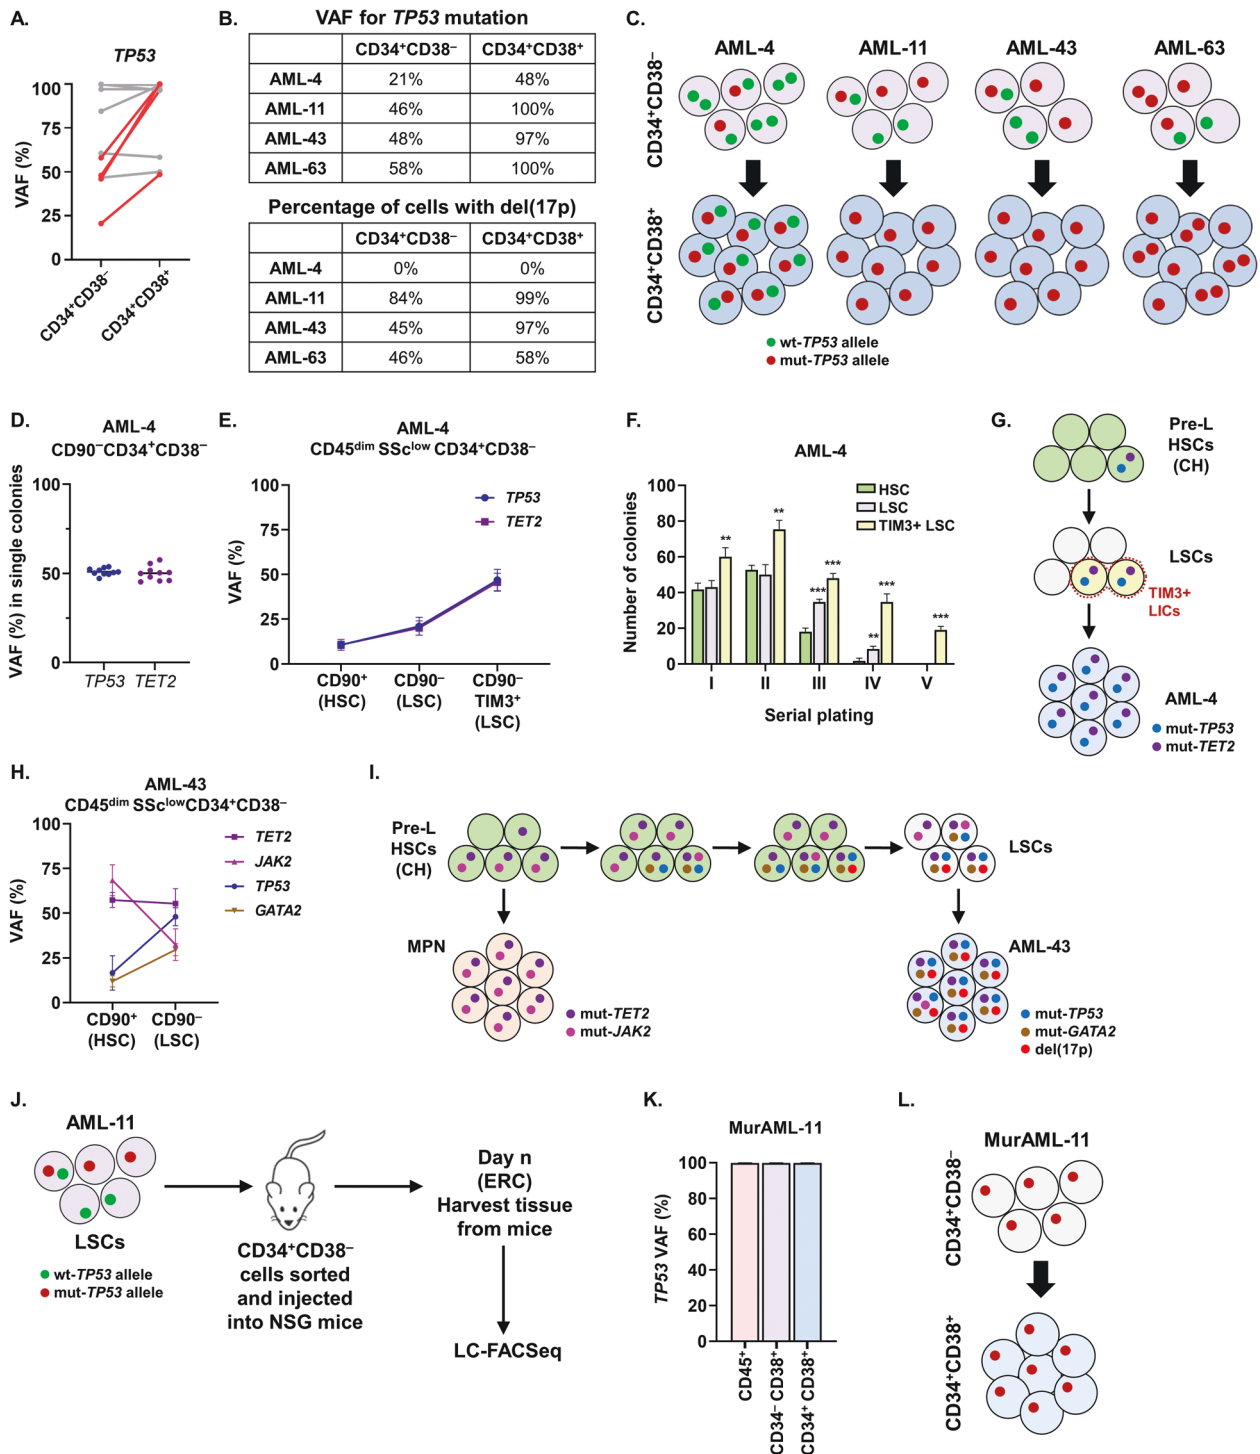 A.
TP53
VAF (%)
100
75
50
25
0
CD34⁺CD38⁻
CD34⁺CD38⁺
B.
VAF for TP53 mutation
CD34⁺CD38⁻ CD34⁺CD38⁺
AML-4 21% 48%
AML-11 46% 100%
AML-43 48% 97%
AML-63 58% 100%
Percentage of cells with del(17p)
CD34⁺CD38⁻ CD34⁺CD38⁺
AML-4 0% 0%
AML-11 84% 99%
AML-43 45% 97%
AML-63 46% 58%
C.
AML-4 AML-11 AML-43 AML-63
CD34⁺CD38⁻
CD34⁺CD38⁺
wt-TP53 allele
mut-TP53 allele
D.
AML-4
CD90⁻CD34⁺CD38⁻
VAF (%) in single colonies
100
75
50
25
0
TP53 TET2
E.
AML-4
CD45ᵈⁱᵐ SScˡᵒʷ CD34⁺CD38⁻
VAF (%)
100
75
50
25
0
TP53
TET2
CD90⁺
(HSC)
CD90⁻
(LSC)
CD90⁻
TIM3⁺
(LSC)
F.
AML-4
Number of colonies
100
80
60
40
20
0
HSC
LSC
TIM3+ LSC
**
**
***
***
**
***
***
I II III IV V
Serial plating
G.
Pre-L
HSCs
(CH)
LSCs
TIM3+
LICs
AML-4
mut-TP53
mut-TET2
H.
AML-43
CD45ᵈⁱᵐ SScˡᵒʷCD34⁺CD38⁻
VAF (%)
100
75
50
25
0
TET2
JAK2
TP53
GATA2
CD90⁺
(HSC)
CD90⁻
(LSC)
I.
Pre-L
HSCs
(CH)
LSCs
MPN
mut-TET2
mut-JAK2
AML-43
mut-TP53
mut-GATA2
del(17p)
J.
AML-11
LSCs
wt-TP53 allele
mut-TP53 allele
CD34⁺CD38⁻
cells sorted
and injected
into NSG mice
Day n
(ERC)
Harvest tissue
from mice
LC-FACSeq
K.
MurAML-11
TP53 VAF (%)
100
80
60
40
20
0
CD45⁺
CD34⁻ CD38⁺
CD34⁺ CD38⁺
L.
MurAML-11
CD34⁺CD38⁻
CD34⁺CD38⁺